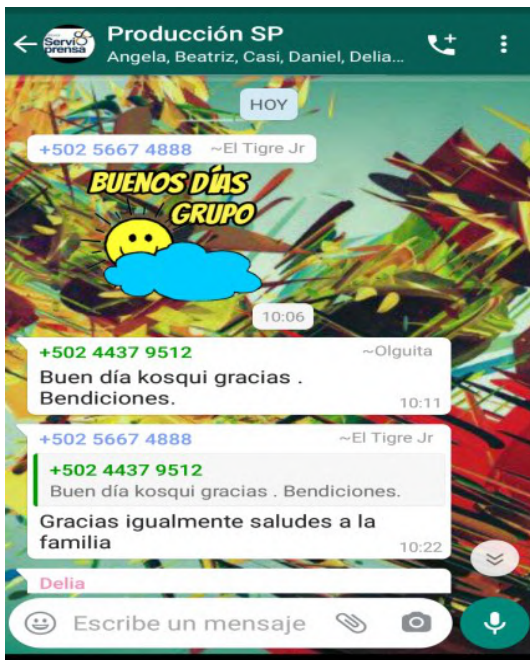 Servi
prensa
Producción SP
Angela, Beatriz, Casi, Daniel, Delia...
HOY
+502 5667 4888 ~El Tigre Jr
BUENOS DÍAS
GRUPO
10:06
+502 4437 9512 ~Olguita
Buen día kosqui gracias .
Bendiciones.
10:11
+502 5667 4888 ~El Tigre Jr
+502 4437 9512
Buen día kosqui gracias . Bendiciones.
Gracias igualmente saludes a la
familia
10:22
Delia
Escribe un mensaje